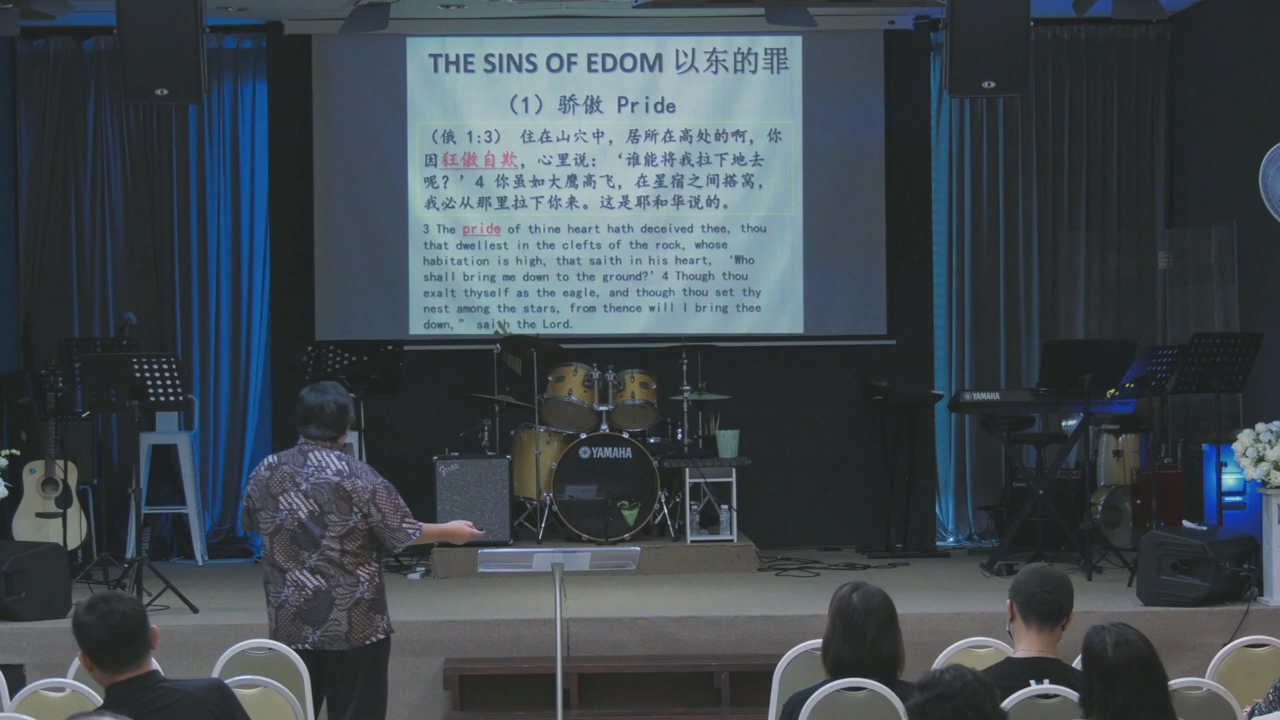 THE SINS OF EDOM 以东的罪
（1）骄傲 Pride
（俄 1:3） 住在山穴中，居所在高处的啊，你
因狂傲自欺，心里说：‘谁能将我拉下地去
呢？’4 你虽如大鹰高飞，在星宿之间搭窝，
我必从那里拉下你来。这是耶和华说的。
3 The pride of thine heart hath deceived thee, thou
that dwellest in the clefts of the rock, whose
habitation is high, that saith in his heart, ‘Who
shall bring me down to the ground?’ 4 Though thou
exalt thyself as the eagle, and though thou set thy
nest among the stars, from thence will I bring thee
down,” saith the Lord.
YAMAHA
YAMAHA
Fender